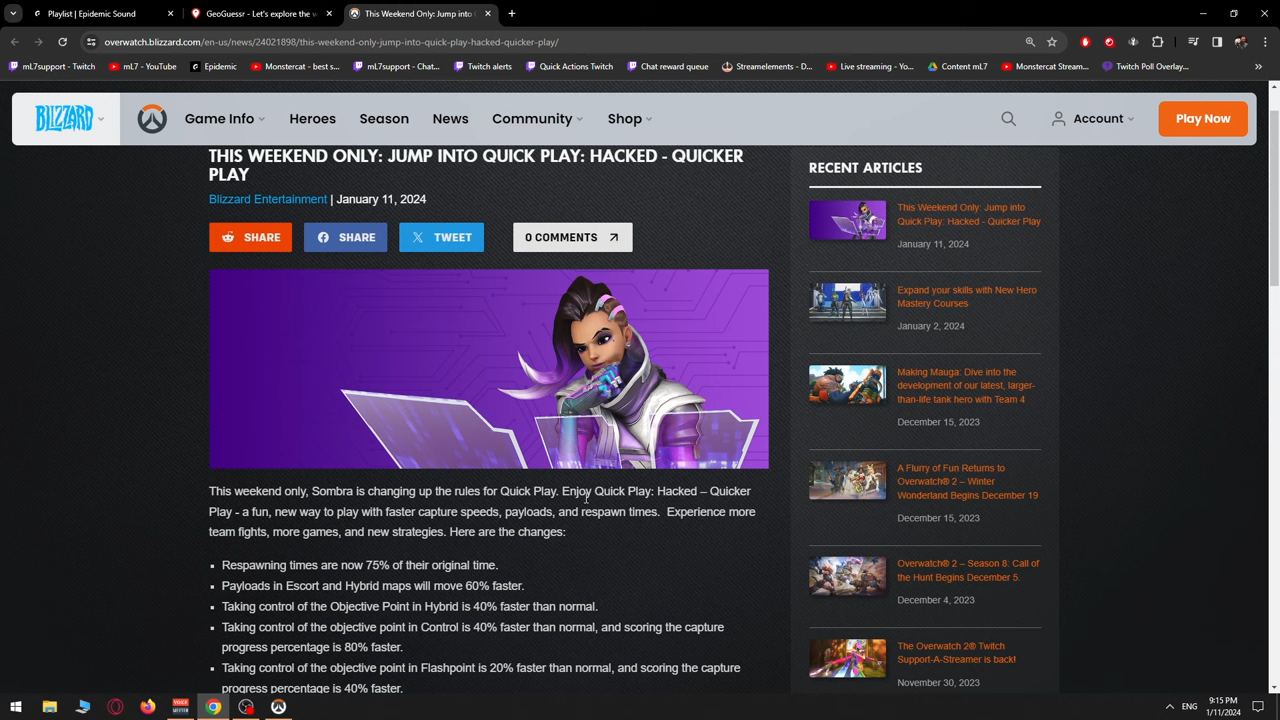 Playlist | Epidemic Sound
GeoGuessr - Let's explore the w
This Weekend Only: Jump into
overwatch.blizzard.com/en-us/news/24021898/this-weekend-only-jump-into-quick-play-hacked-quicker-play/
ml7support - Twitch
ml7 - YouTube
Epidemic
Monstercat - best s...
ml7support - Chat...
Twitch alerts
Quick Actions Twitch
Chat reward queue
Streamelements - D...
Live streaming - Yo...
Content ml7
Monstercat Stream...
Twitch Poll Overlay...
BLIZZARD
Game Info
Heroes
Season
News
Community
Shop
Account
Play Now
THIS WEEKEND ONLY: JUMP INTO QUICK PLAY: HACKED - QUICKER
PLAY
Blizzard Entertainment | January 11, 2024
SHARE
SHARE
TWEET
0 COMMENTS
This weekend only, Sombra is changing up the rules for Quick Play. Enjoy Quick Play: Hacked – Quicker
Play - a fun, new way to play with faster capture speeds, payloads, and respawn times. Experience more
team fights, more games, and new strategies. Here are the changes:
Respawning times are now 75% of their original time.
Payloads in Escort and Hybrid maps will move 60% faster.
Taking control of the Objective Point in Hybrid is 40% faster than normal.
Taking control of the objective point in Control is 40% faster than normal, and scoring the capture
progress percentage is 80% faster.
Taking control of the objective point in Flashpoint is 20% faster than normal, and scoring the capture
progress percentage is 40% faster.
RECENT ARTICLES
This Weekend Only: Jump into
Quick Play: Hacked - Quicker Play
January 11, 2024
Expand your skills with New Hero
Mastery Courses
January 2, 2024
Making Mauga: Dive into the
development of our latest, larger-
than-life tank hero with Team 4
December 15, 2023
A Flurry of Fun Returns to
Overwatch® 2 – Winter
Wonderland Begins December 19
December 15, 2023
Overwatch® 2 – Season 8: Call of
the Hunt Begins December 5.
December 4, 2023
The Overwatch 2® Twitch
Support-A-Streamer is back!
November 30, 2023
ENG
9:15 PM
1/11/2024